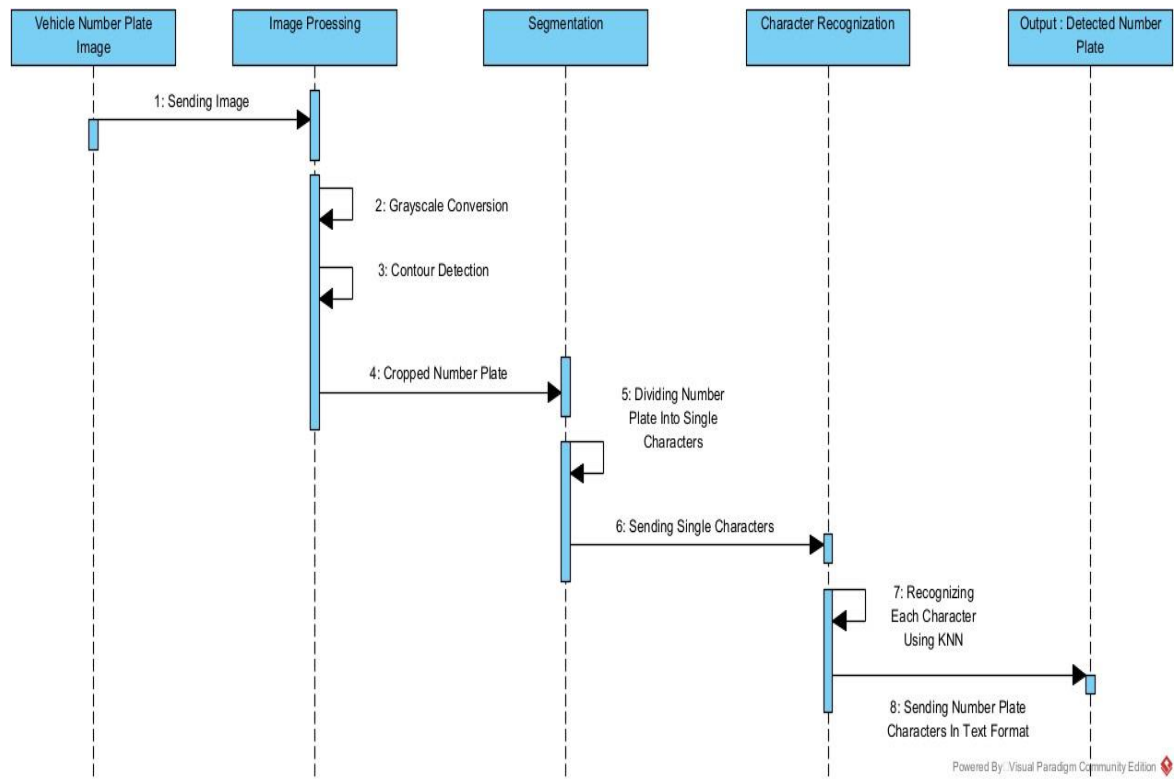 Vehicle Number Plate
Image
Image Prcessing
Segmentation
Character Recognization
Output : Detected Number
Plate
1: Sending Image
2: Grayscale Conversion
3: Contour Detection
4: Cropped Number Plate
5: Dividing Number
Plate Into Single
Characters
6: Sending Single Characters
7: Recognizing
Each Character
Using KNN
8: Sending Number Plate
Characters In Text Format
Powered By: Visual Paradigm Community Edition